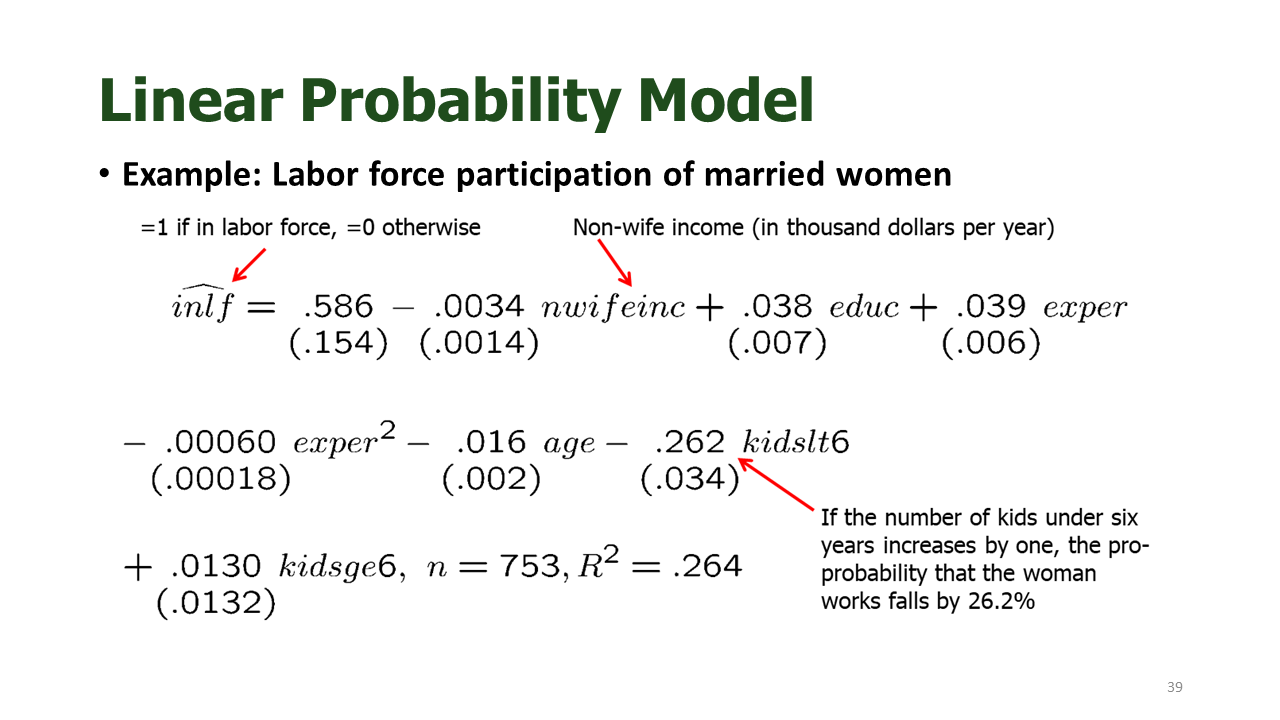 Linear Probability Model
• Example: Labor force participation of married women
=1 if in labor force, =0 otherwise
Non-wife income (in thousand dollars per year)
\widehat{inlf} = .586 − .0034 nwifeinc + .038 educ + .039 exper
(.154) (.0014) (.007) (.006)
− .00060 exper² − .016 age − .262 kidslt6
(.00018) (.002) (.034)
If the number of kids under six
years increases by one, the pro-
probability that the woman
works falls by 26.2%
+ .0130 kidsge6, n = 753, R² = .264
(.0132)
39